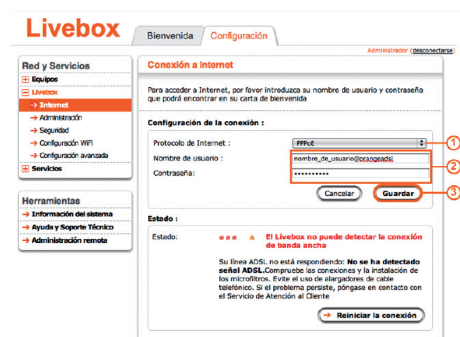 Livebox
Bienvenida
Configuración
Administrador (desconectarse)
Red y Servicios
Equipos
Livebox
Internet
Administración
Seguridad
Configuración WiFi
Configuración avanzada
Servicios
Herramientas
Información del sistema
Ayuda y Soporte Técnico
Administración remota
Conexión a Internet
Para acceder a Internet, por favor introduzca su nombre de usuario y contraseña
que podrá encontrar en su carta de bienvenida
Configuración de la conexión :
Protocolo de Internet :
PPPoE
1
Nombre de usuario :
nombre_de_usuario@orangeadsl
2
Contraseña :
••••••••••
Cancelar
Guardar
3
Estado :
Estado:
El Livebox no puede detectar la conexión
de banda ancha
Su línea ADSL no está respondiendo: No se ha detectado
señal ADSL.Compruebe las conexiones y la instalación de
los microfiltros. Evite el uso de alargadores de cable
telefónico. Si el problema persiste, póngase en contacto con
el Servicio de Atención al Cliente
Reiniciar la conexión